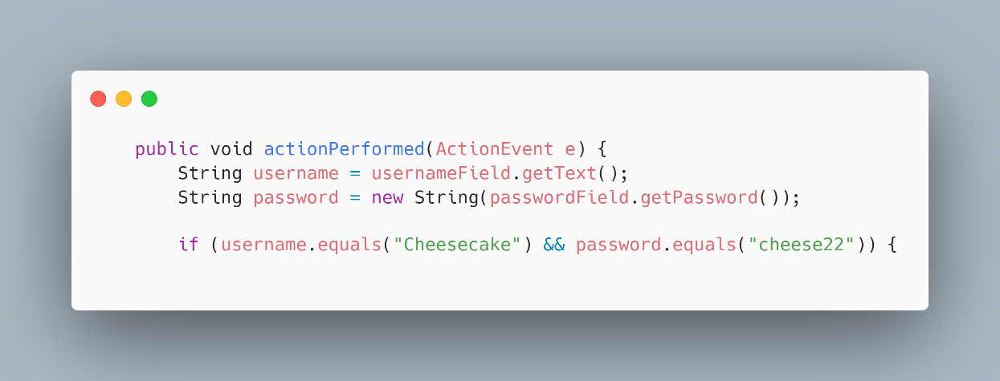 public void actionPerformed(ActionEvent e) {
String username = usernameField.getText();
String password = new String(passwordField.getPassword());
if (username.equals("Cheesecake") && password.equals("cheese22")) {